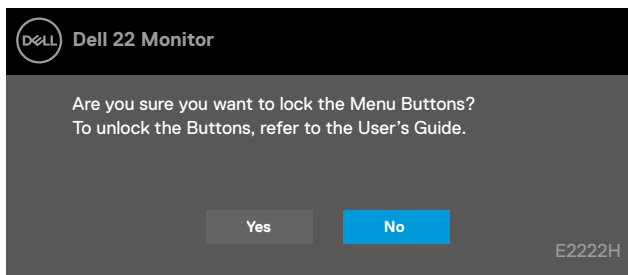 DELL Dell 22 Monitor
Are you sure you want to lock the Menu Buttons?
To unlock the Buttons, refer to the User’s Guide.
Yes No
E2222H